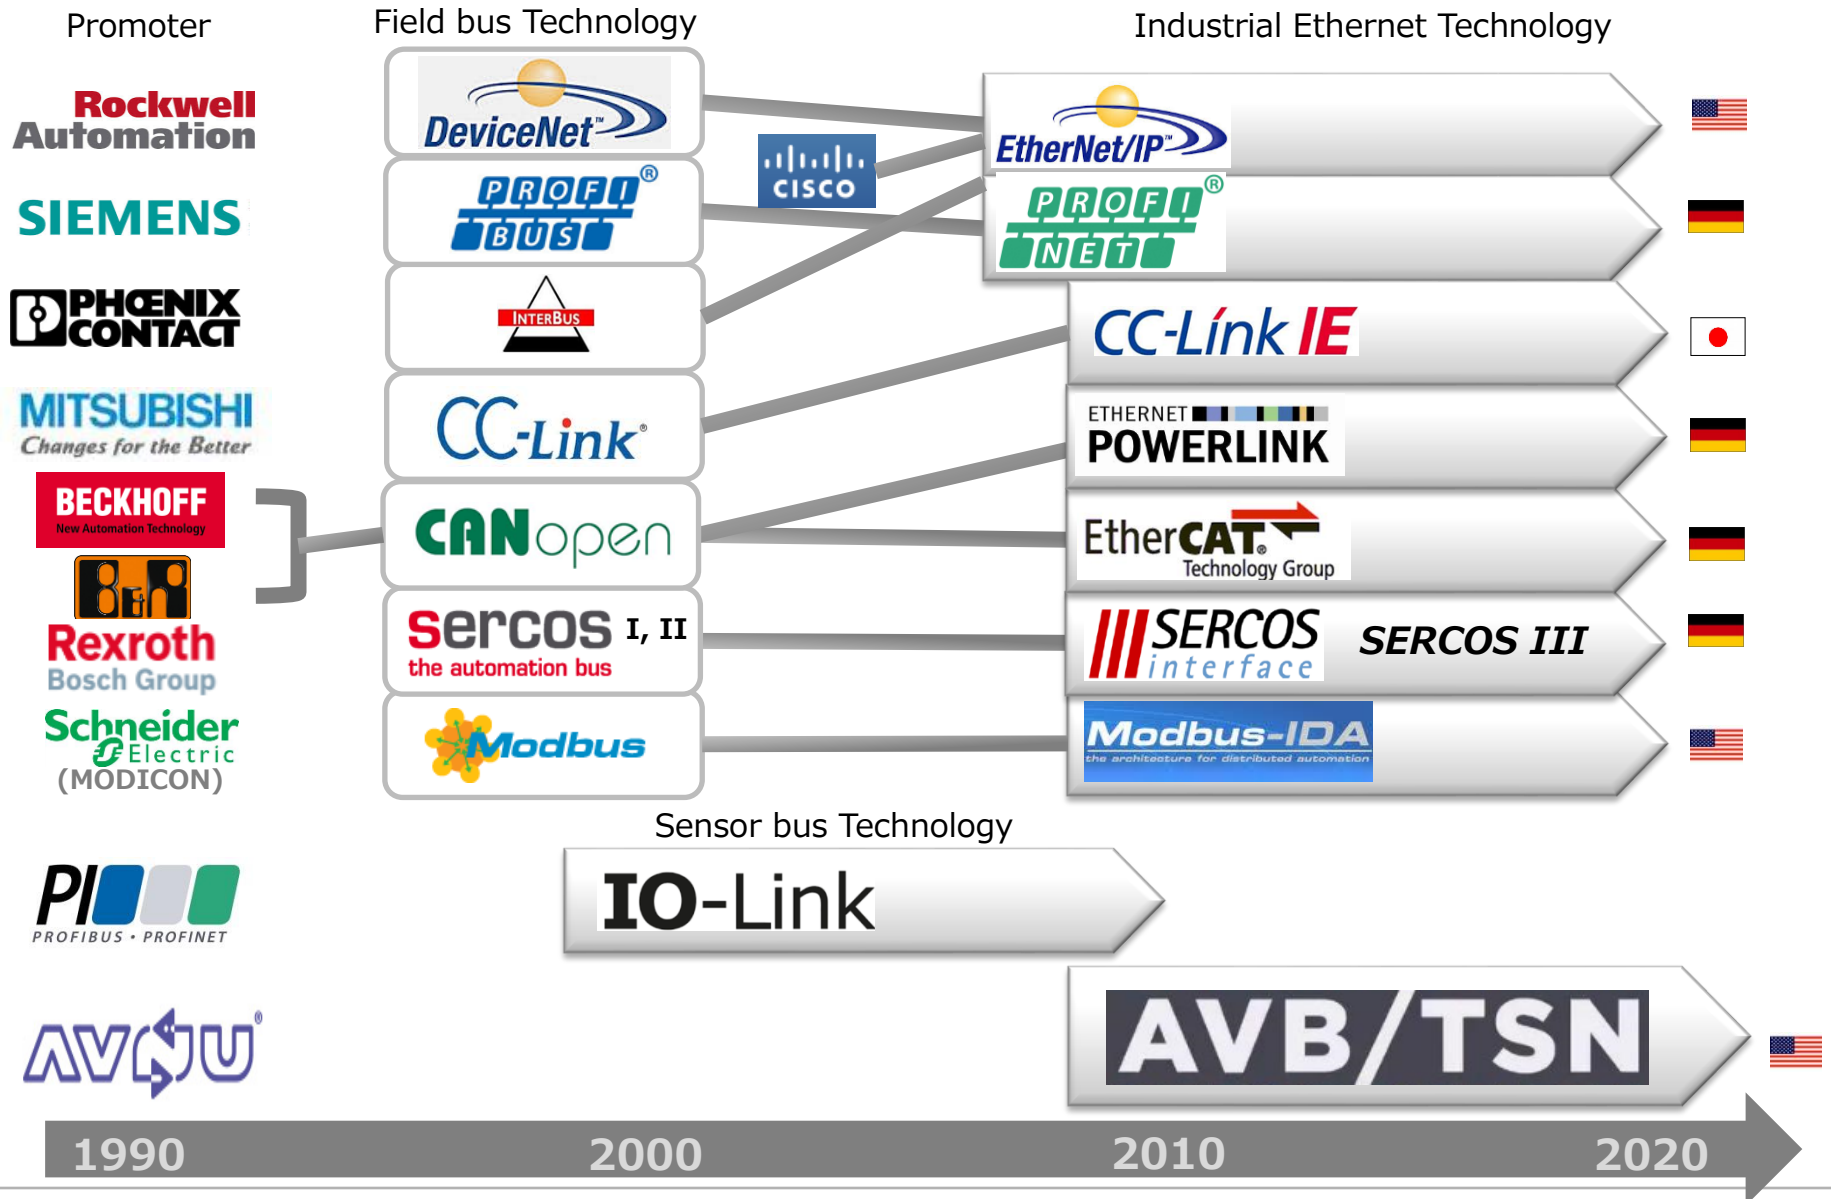 Promoter
Field bus Technology
Industrial Ethernet Technology
Rockwell
Automation
DeviceNet™
CISCO
EtherNet/IP™
SIEMENS
PROFI®
BUS
PROFI®
NET
PHŒNIX
CONTACT
INTERBUS
CC-Link IE
MITSUBISHI
Changes for the Better
CC-Link®
ETHERNET
POWERLINK
BECKHOFF
New Automation Technology
B&R
CANopen
EtherCAT®
Technology Group
Rexroth
Bosch Group
sercos I, II
the automation bus
SERCOS
interface
SERCOS III
Schneider
Electric
(MODICON)
Modbus
Modbus-IDA
the architecture for distributed automation
Sensor bus Technology
PI
PROFIBUS • PROFINET
IO-Link
AVNU®
AVB/TSN
1990
2000
2010
2020